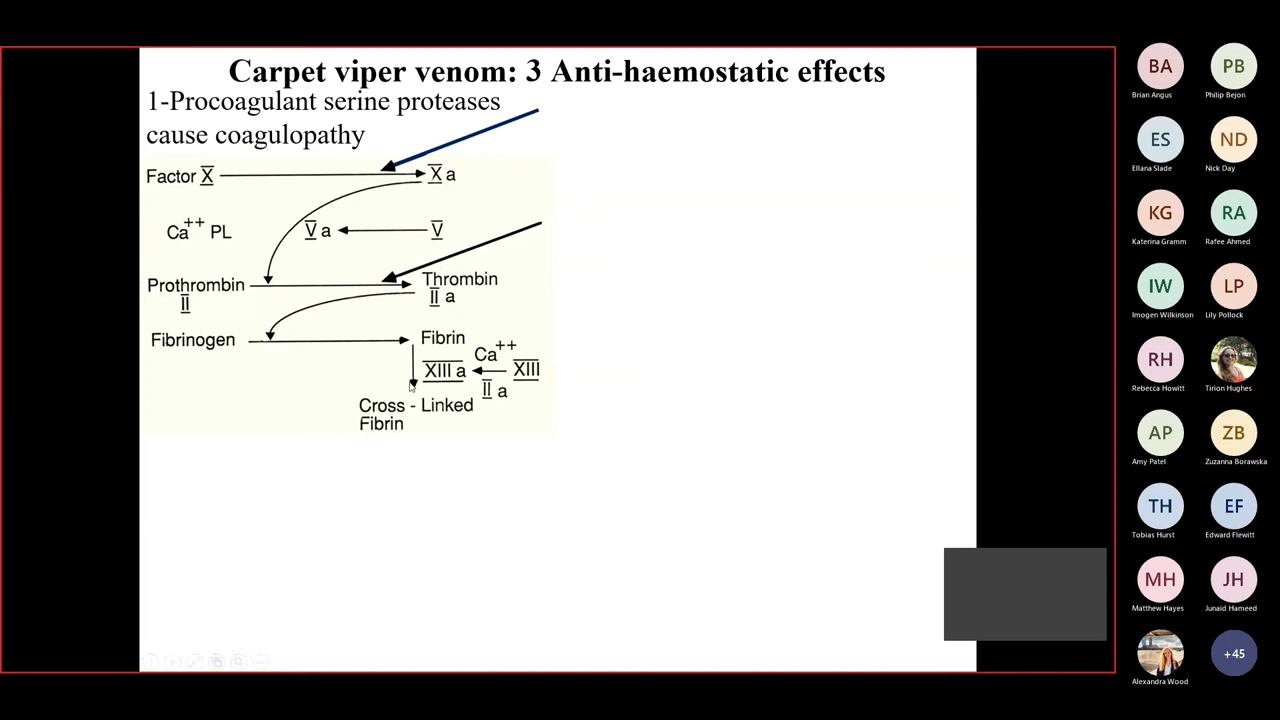 Carpet viper venom: 3 Anti-haemostatic effects
1-Procoagulant serine proteases
cause coagulopathy
Factor X
X a
Ca++ PL
V a
V
Prothrombin
II
Thrombin
II a
Fibrinogen
Fibrin
Ca++
XIII a
XIII
II a
Cross - Linked
Fibrin
BA
PB
Brian Angus
Philip Bejon
ES
ND
Ellana Slade
Nick Day
KG
RA
Katerina Gramm
Rafee Ahmed
IW
LP
Imogen Wilkinson
Lily Pollock
RH
Rebecca Howitt
Tirion Hughes
AP
ZB
Amy Patel
Zuzanna Borawska
TH
EF
Tobias Hurst
Edward Flewitt
MH
JH
Matthew Hayes
Junaid Hameed
+45
Alexandra Wood